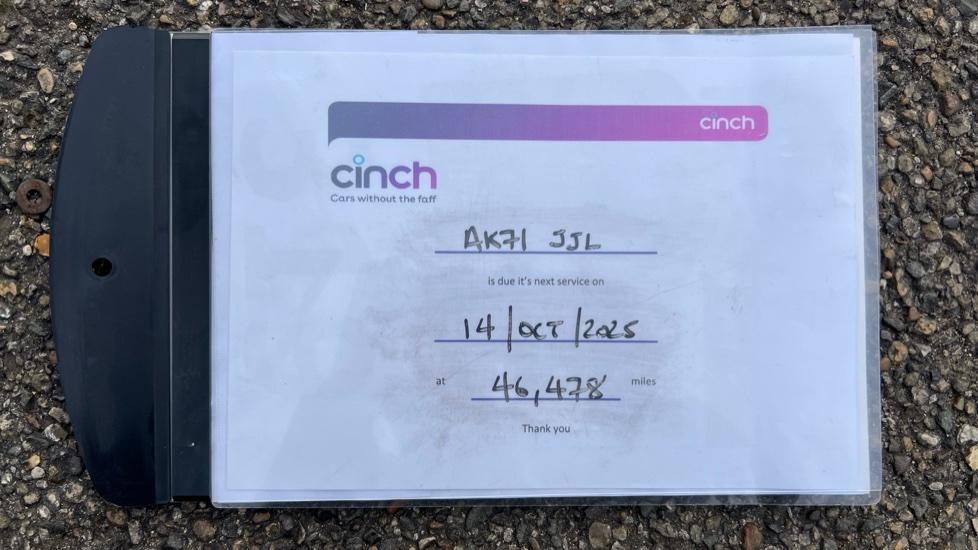 cinch
cinch
Cars without the faff
AK71 JJL
is due it's next service on
14/OCT/2025
at 46,478 miles
Thank you